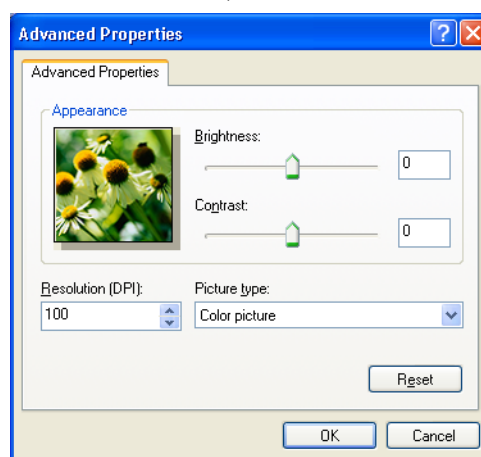 Advanced Properties
Advanced Properties
Appearance
Brightness:
0
Contrast:
0
Resolution (DPI):
Picture type:
100
Color picture
Reset
OK
Cancel